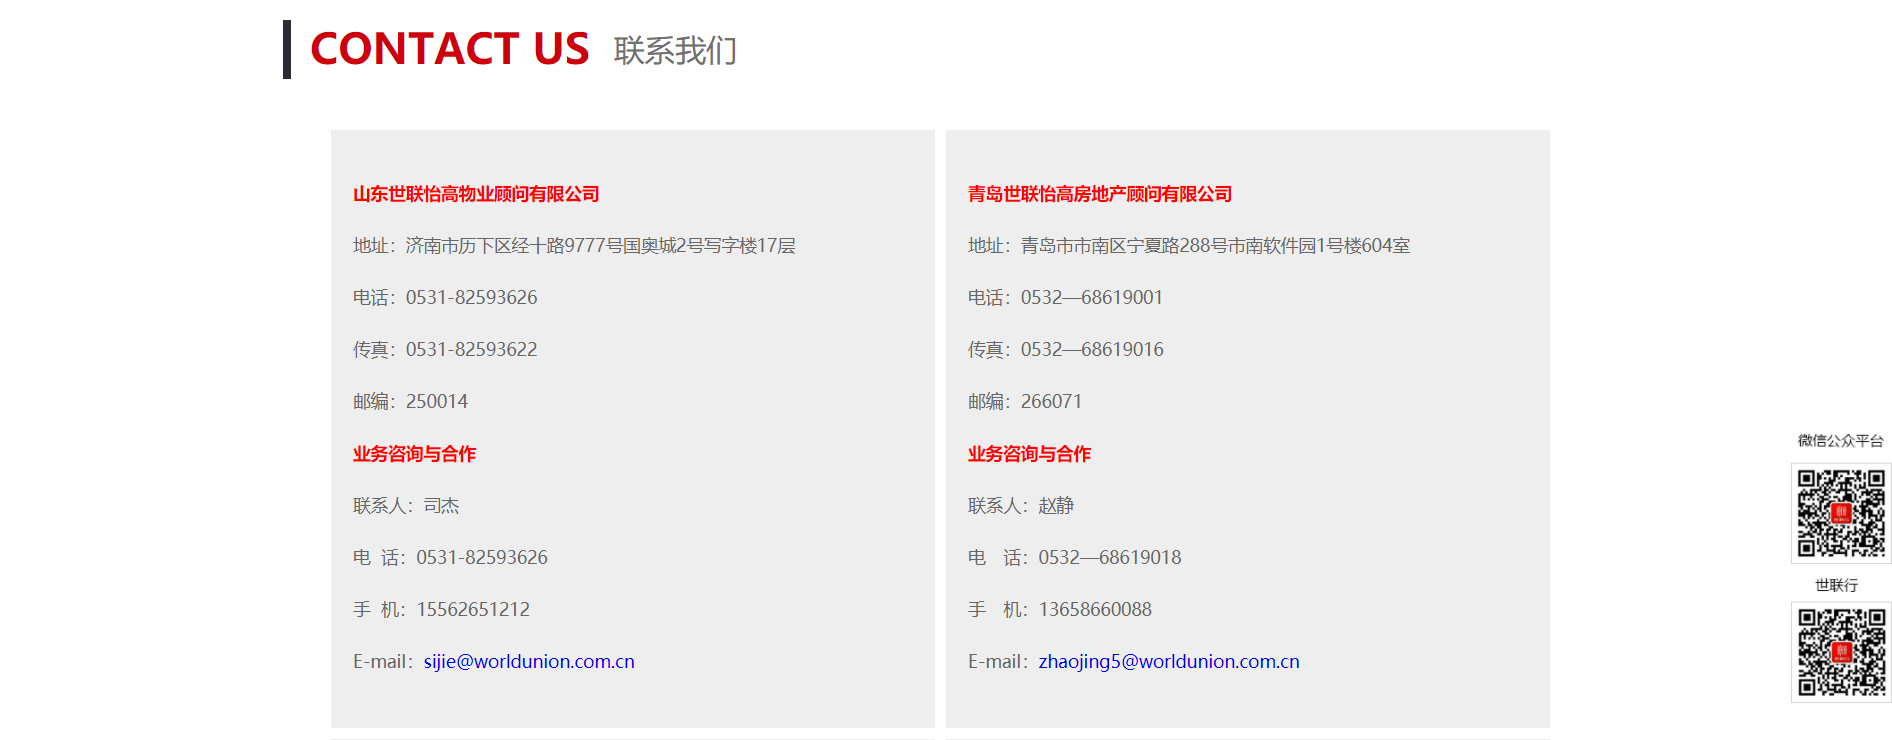 CONTACT US 联系我们
山东世联怡高物业顾问有限公司
地址：济南市历下区经十路9777号国奥城2号写字楼17层
电话：0531-82593626
传真：0531-82593622
邮编：250014
业务咨询与合作
联系人：司杰
电 话：0531-82593626
手 机：15562651212
E-mail：sijie@worldunion.com.cn
青岛世联怡高房地产顾问有限公司
地址：青岛市市南区宁夏路288号市南软件园1号楼604室
电话：0532—68619001
传真：0532—68619016
邮编：266071
业务咨询与合作
联系人：赵静
电 话：0532—68619018
手 机：13658660088
E-mail：zhaojing5@worldunion.com.cn
微信公众平台
世联行